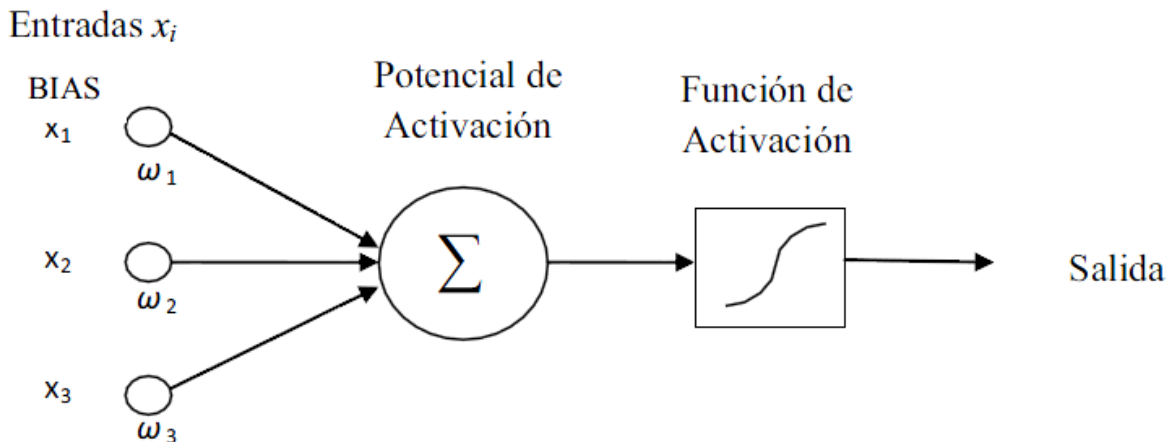 Entradas xᵢ
BIAS
x₁
ω₁
x₂
ω₂
x₃
ω₃
Potencial de
Activación
∑
Función de
Activación
Salida